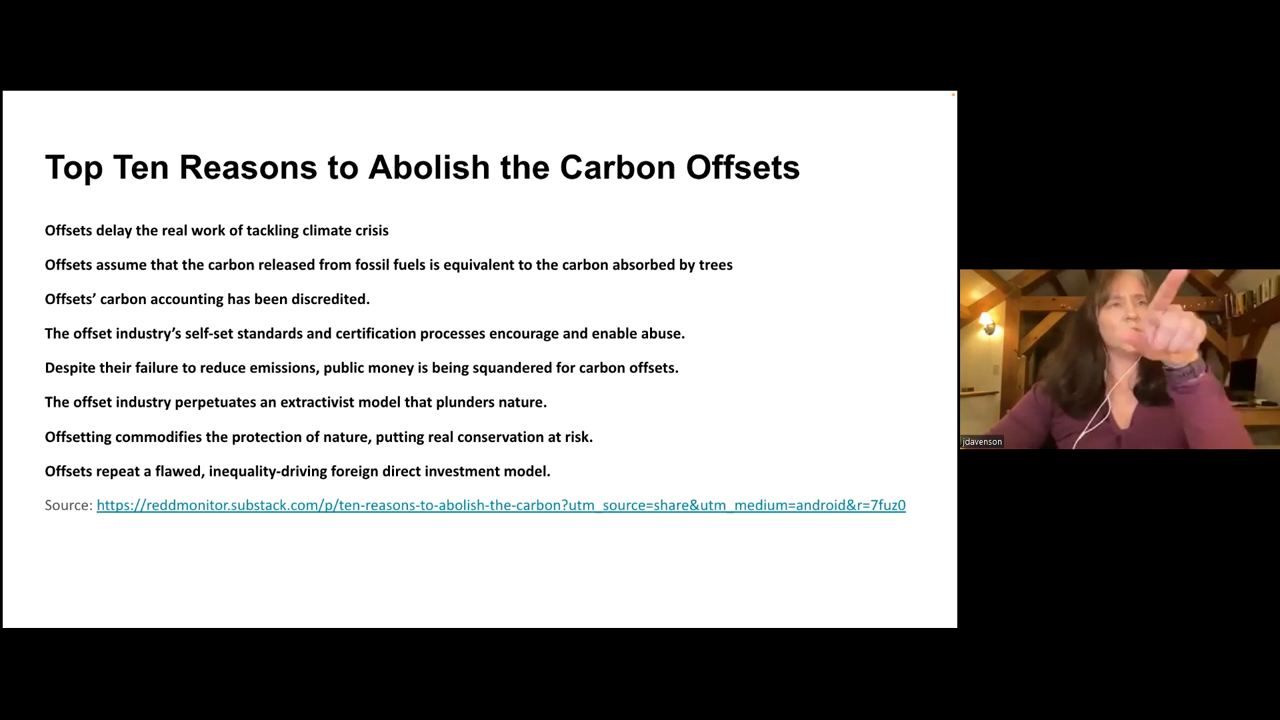 Top Ten Reasons to Abolish the Carbon Offsets
Offsets delay the real work of tackling climate crisis
Offsets assume that the carbon released from fossil fuels is equivalent to the carbon absorbed by trees
Offsets’ carbon accounting has been discredited.
The offset industry’s self-set standards and certification processes encourage and enable abuse.
Despite their failure to reduce emissions, public money is being squandered for carbon offsets.
The offset industry perpetuates an extractivist model that plunders nature.
Offsetting commodifies the protection of nature, putting real conservation at risk.
Offsets repeat a flawed, inequality-driving foreign direct investment model.
Source: https://reddmonitor.substack.com/p/ten-reasons-to-abolish-the-carbon?utm_source=share&utm_medium=android&r=7fuz0
jdavenson